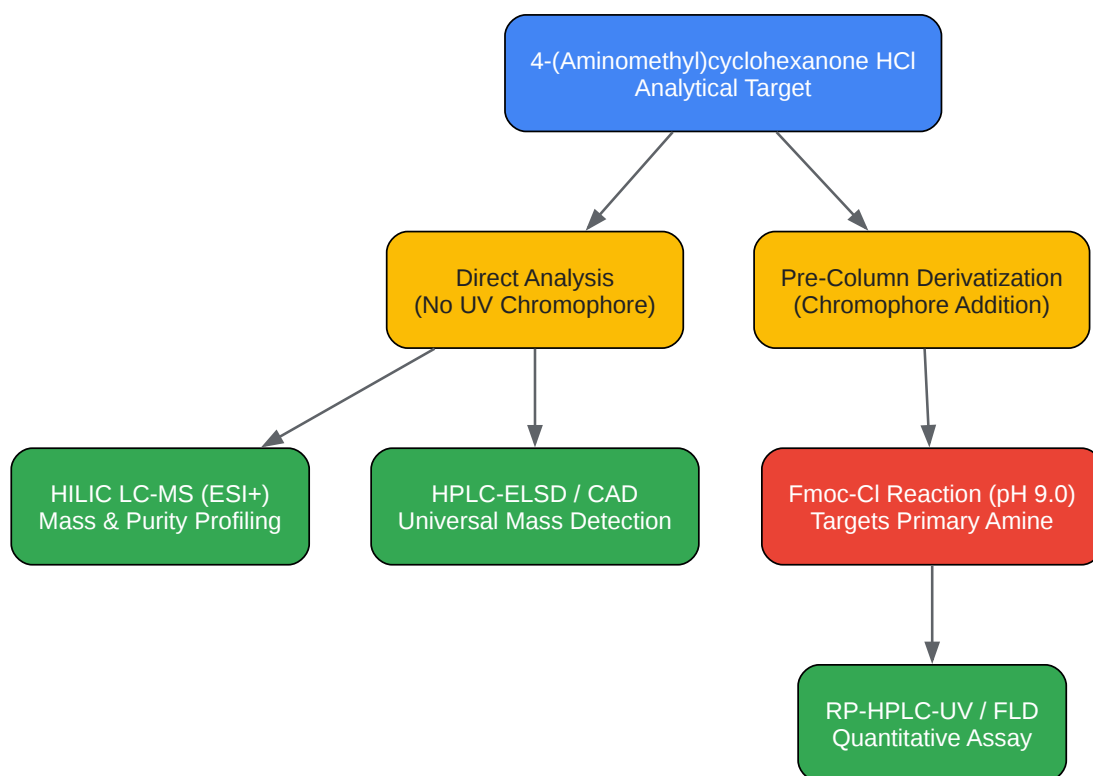 4-(Aminomethyl)cyclohexanone HCl
Analytical Target
Direct Analysis
(No UV Chromophore)
Pre-Column Derivatization
(Chromophore Addition)
HILIC LC-MS (ESI+)
Mass & Purity Profiling
HPLC-ELSD / CAD
Universal Mass Detection
Fmoc-Cl Reaction (pH 9.0)
Targets Primary Amine
RP-HPLC-UV / FLD
Quantitative Assay